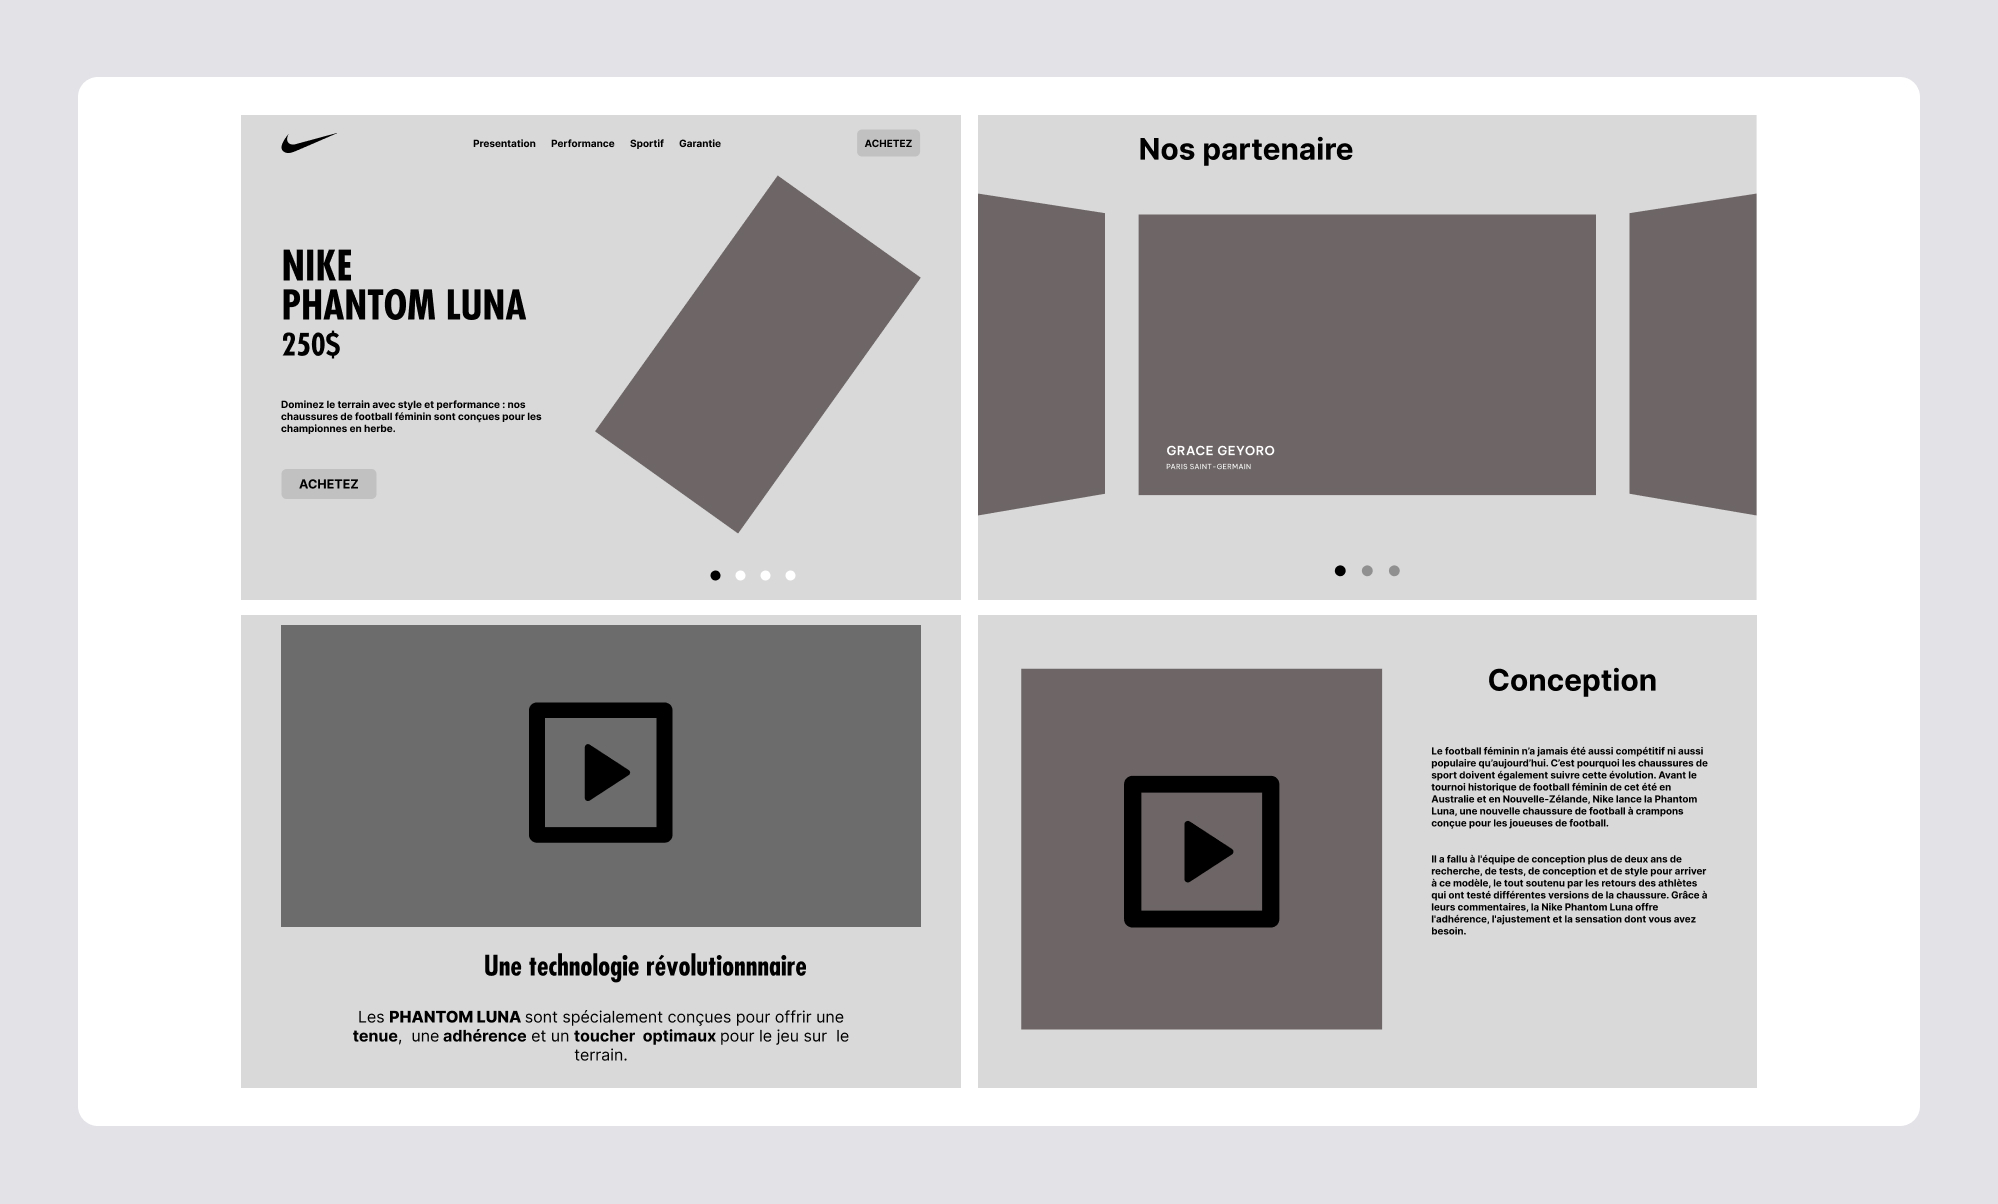 Presentation Performance Sportif Garantie ACHETEZ
NIKE
PHANTOM LUNA
250$
Dominez le terrain avec style et performance : nos
chaussures de football féminin sont conçues pour les
championnes en herbe.
ACHETEZ
Nos partenaire
GRACE GEYORO
PARIS SAINT-GERMAIN
Une technologie révolutionnnaire
Les PHANTOM LUNA sont spécialement conçues pour offrir une
tenue, une adhérence et un toucher optimaux pour le jeu sur le
terrain.
Conception
Le football féminin n'a jamais été aussi compétitif ni aussi
populaire qu'aujourd'hui. C'est pourquoi les chaussures de
sport doivent également suivre cette évolution. Avant le
tournoi historique de football féminin de cet été en
Australie et en Nouvelle-Zélande, Nike lance la Phantom
Luna, une nouvelle chaussure de football à crampons
conçue pour les joueuses de football.
Il a fallu à l'équipe de conception plus de deux ans de
recherche, de tests, de conception et de style pour arriver
à ce modèle, le tout soutenu par les retours des athlètes
qui ont testé différentes versions de la chaussure. Grâce à
leurs commentaires, la Nike Phantom Luna offre
l'adhérence, l'ajustement et la sensation dont vous avez
besoin.